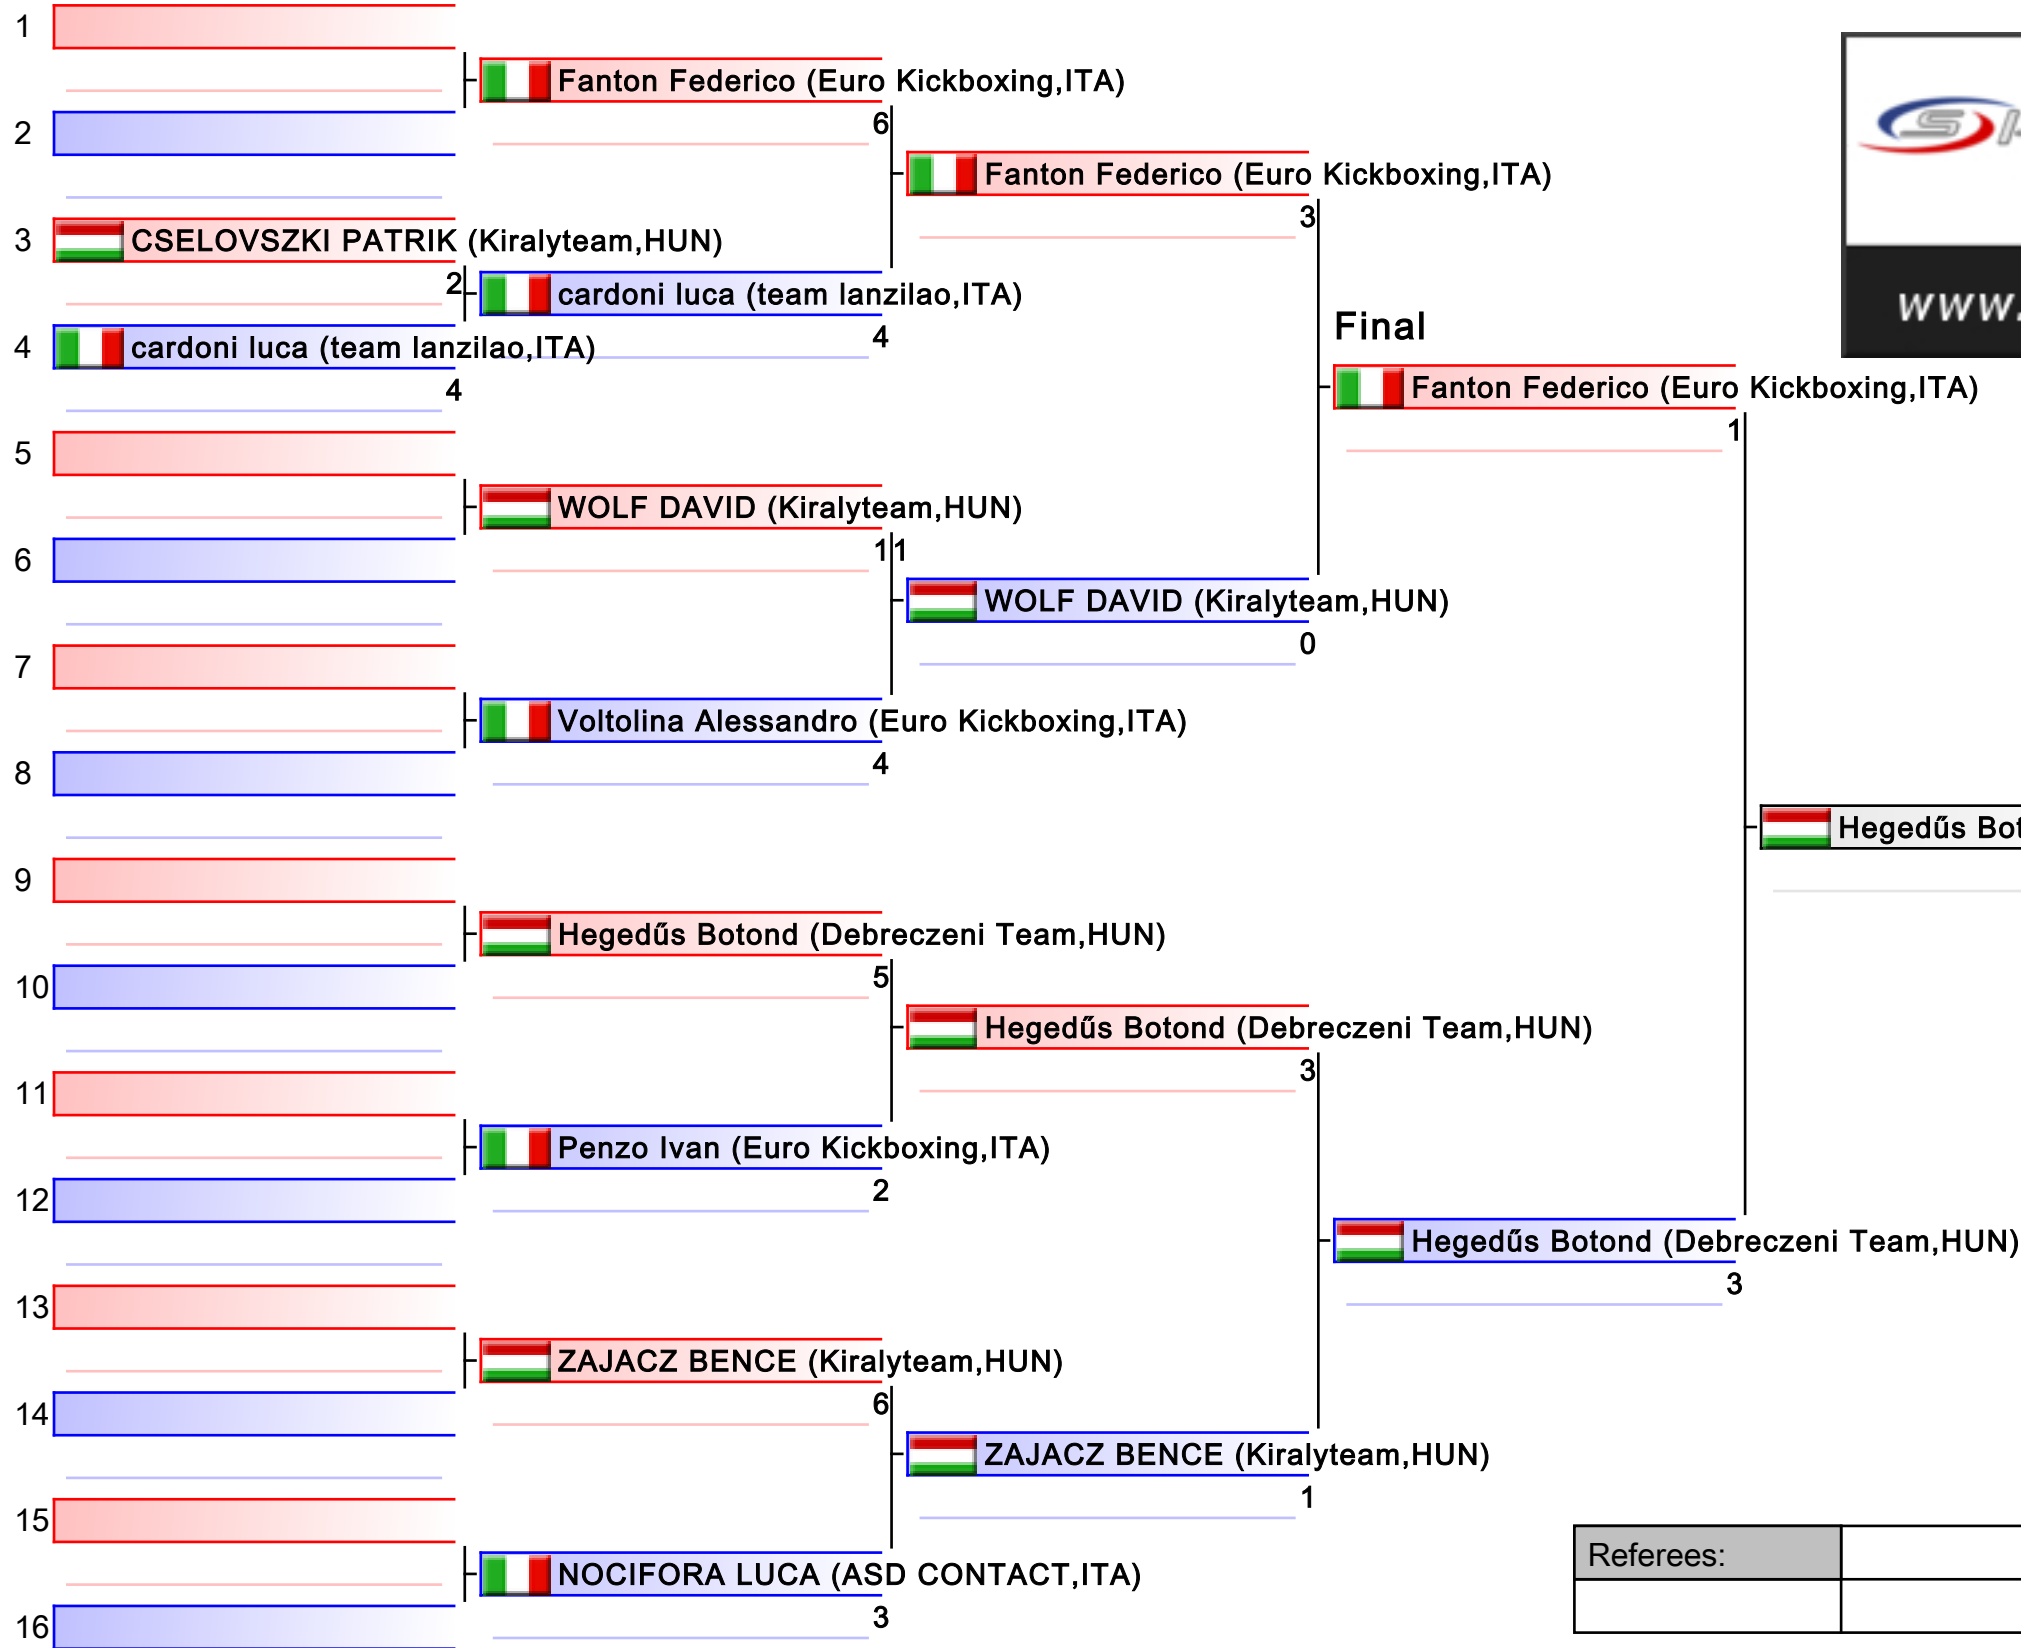 1
Fanton Federico (Euro Kickboxing,ITA)
6
2
Fanton Federico (Euro Kickboxing,ITA)
3
3
CSELOVSZKI PATRIK (Kiralyteam,HUN)
2
cardoni luca (team lanzilao,ITA)
4
www.
Final
4
cardoni luca (team lanzilao,ITA)
4
Fanton Federico (Euro Kickboxing,ITA)
1
5
WOLF DAVID (Kiralyteam,HUN)
11
6
WOLF DAVID (Kiralyteam,HUN)
0
7
Voltolina Alessandro (Euro Kickboxing,ITA)
4
8
Hegedűs Bot
9
Hegedűs Botond (Debreczeni Team,HUN)
5
10
Hegedűs Botond (Debreczeni Team,HUN)
3
11
Penzo Ivan (Euro Kickboxing,ITA)
2
12
Hegedűs Botond (Debreczeni Team,HUN)
3
13
ZAJACZ BENCE (Kiralyteam,HUN)
6
14
ZAJACZ BENCE (Kiralyteam,HUN)
1
15
Referees:
NOCIFORA LUCA (ASD CONTACT,ITA)
3
16